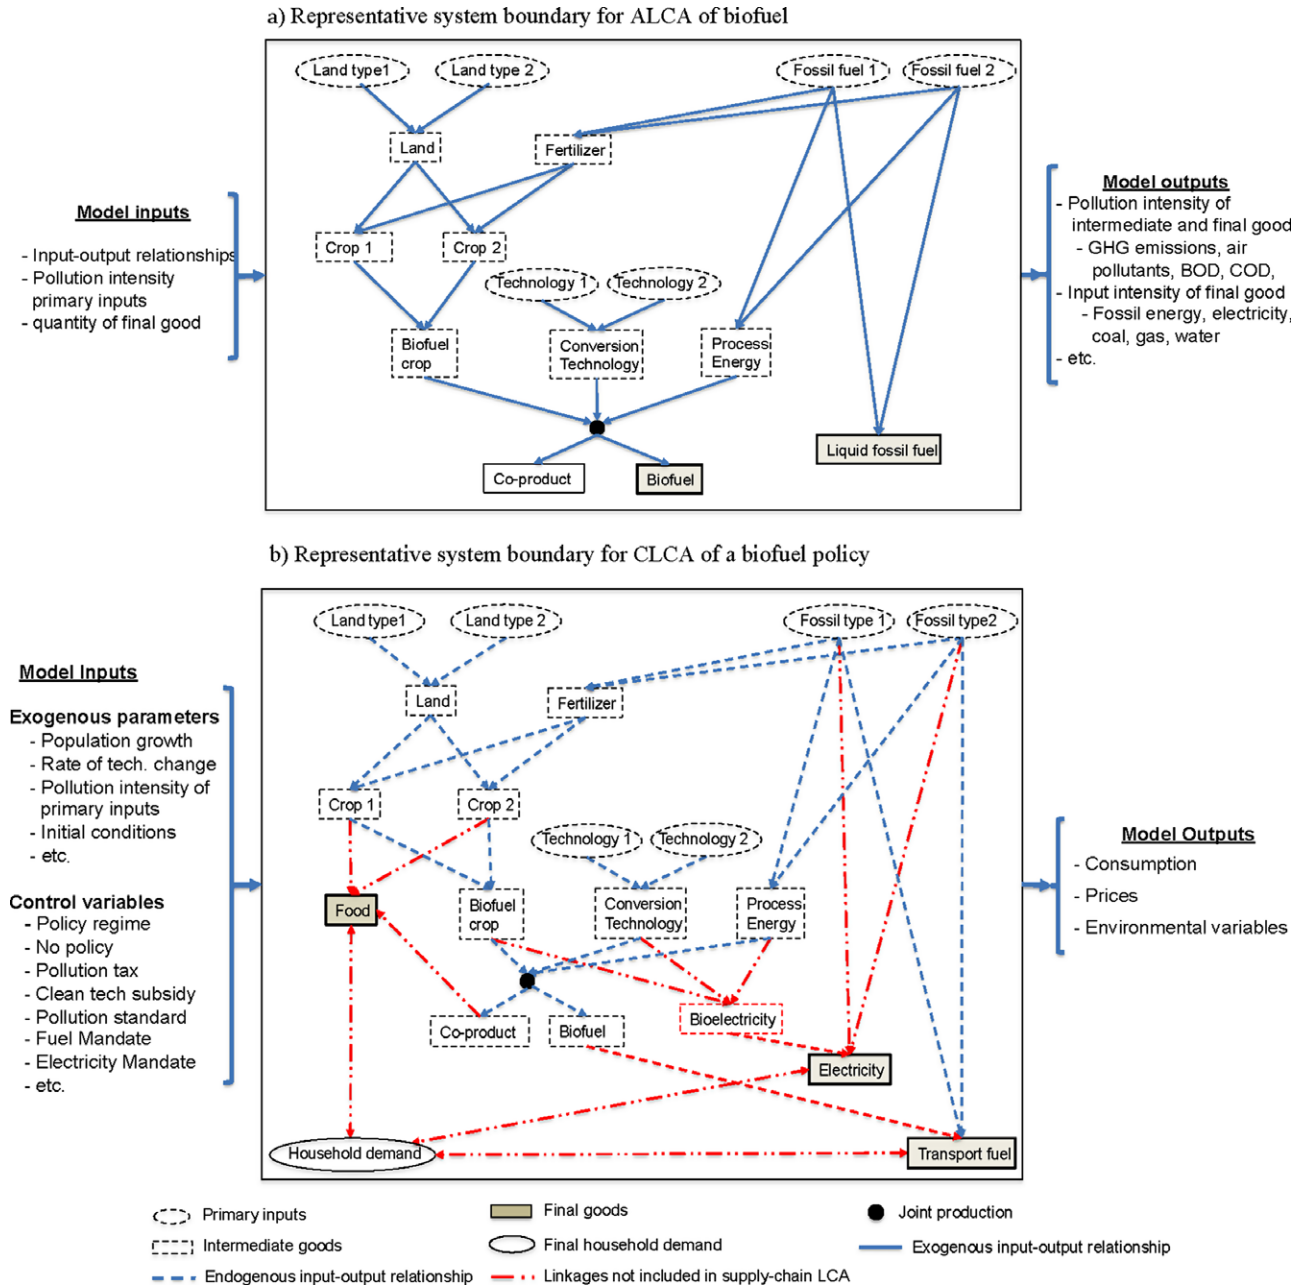 a) Representative system boundary for ALCA of biofuel
Land type1
Land type 2
Fossil fuel 1
Fossil fuel 2
Land
Fertilizer
Model inputs
- Input-output relationships
- Pollution intensity
primary inputs
- quantity of final good
Crop 1
Crop 2
Technology 1
Technology 2
Biofuel
crop
Conversion
Technology
Process
Energy
Co-product
Biofuel
Liquid fossil fuel
Model outputs
- Pollution intensity of
intermediate and final good
- GHG emissions, air
pollutants, BOD, COD,
- Input intensity of final good
- Fossil energy, electricity,
coal, gas, water
- etc.
b) Representative system boundary for CLCA of a biofuel policy
Land type1
Land type 2
Fossil type 1
Fossil type2
Land
Fertilizer
Model Inputs
Exogenous parameters
- Population growth
- Rate of tech. change
- Pollution intensity of
primary inputs
- Initial conditions
- etc.
Control variables
- Policy regime
- No policy
- Pollution tax
- Clean tech subsidy
- Pollution standard
- Fuel Mandate
- Electricity Mandate
- etc.
Crop 1
Crop 2
Technology 1
Technology 2
Food
Biofuel
crop
Conversion
Technology
Process
Energy
Co-product
Biofuel
Bioelectricity
Electricity
Household demand
Transport fuel
Model Outputs
- Consumption
- Prices
- Environmental variables
Primary inputs
Final goods
Joint production
Intermediate goods
Final household demand
Exogenous input-output relationship
Endogenous input-output relationship
Linkages not included in supply-chain LCA